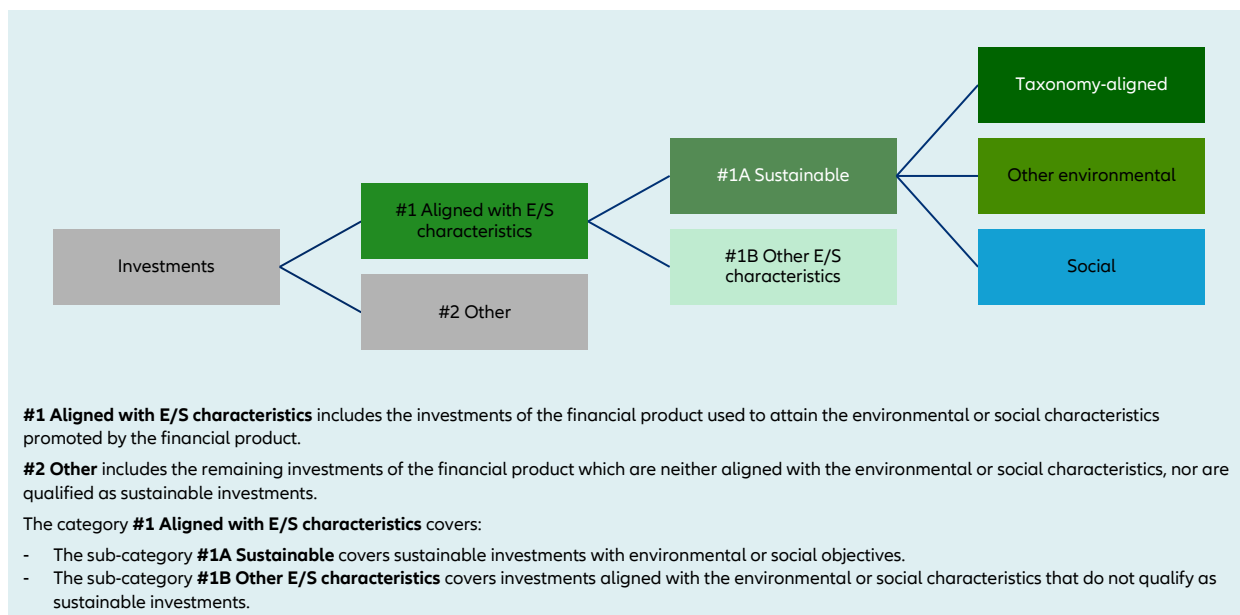 Taxonomy-aligned
#1A Sustainable
Other environmental
#1 Aligned with E/S
characteristics
Investments
#1B Other E/S
characteristics
Social
#2 Other
#1 Aligned with E/S characteristics includes the investments of the financial product used to attain the environmental or social characteristics
promoted by the financial product.
#2 Other includes the remaining investments of the financial product which are neither aligned with the environmental or social characteristics, nor are
qualified as sustainable investments.
The category #1 Aligned with E/S characteristics covers:
- The sub-category #1A Sustainable covers sustainable investments with environmental or social objectives.
- The sub-category #1B Other E/S characteristics covers investments aligned with the environmental or social characteristics that do not qualify as
sustainable investments.